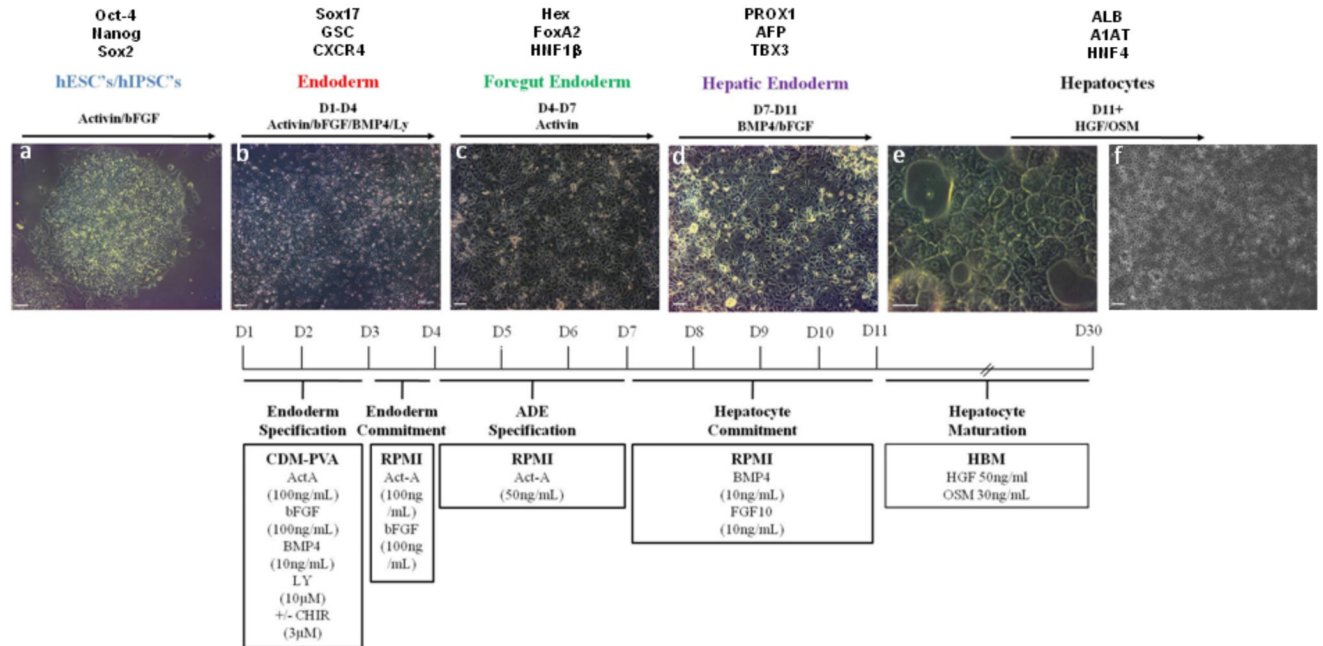 Oct-4
Nanog
Sox2
Sox17
GSC
CXCR4
Hex
FoxA2
HNF1β
PROX1
AFP
TBX3
ALB
A1AT
HNF4
hESC's/hIPSC's
Endoderm
Foregut Endoderm
Hepatic Endoderm
Hepatocytes
Activin/bFGF
D1-D4
Activin/bFGF/BMP4/Ly
D4-D7
Activin
D7-D11
BMP4/bFGF
D11+
HGF/OSM
a
b
c
d
e
f
D1
D2
D3
D4
D5
D6
D7
D8
D9
D10
D11
D30
Endoderm
Specification
CDM-PVA
ActA
(100ng/mL)
bFGF
(100ng/mL)
BMP4
(10ng/mL)
LY
(10µM)
+/- CHIR
(3µM)
Endoderm
Commitment
RPMI
Act-A
(100ng
/mL)
bFGF
(100ng
/mL)
ADE
Specification
RPMI
Act-A
(50ng/mL)
Hepatocyte
Commitment
RPMI
BMP4
(10ng/mL)
FGF10
(10ng/mL)
Hepatocyte
Maturation
HBM
HGF 50ng/ml
OSM 30ng/mL